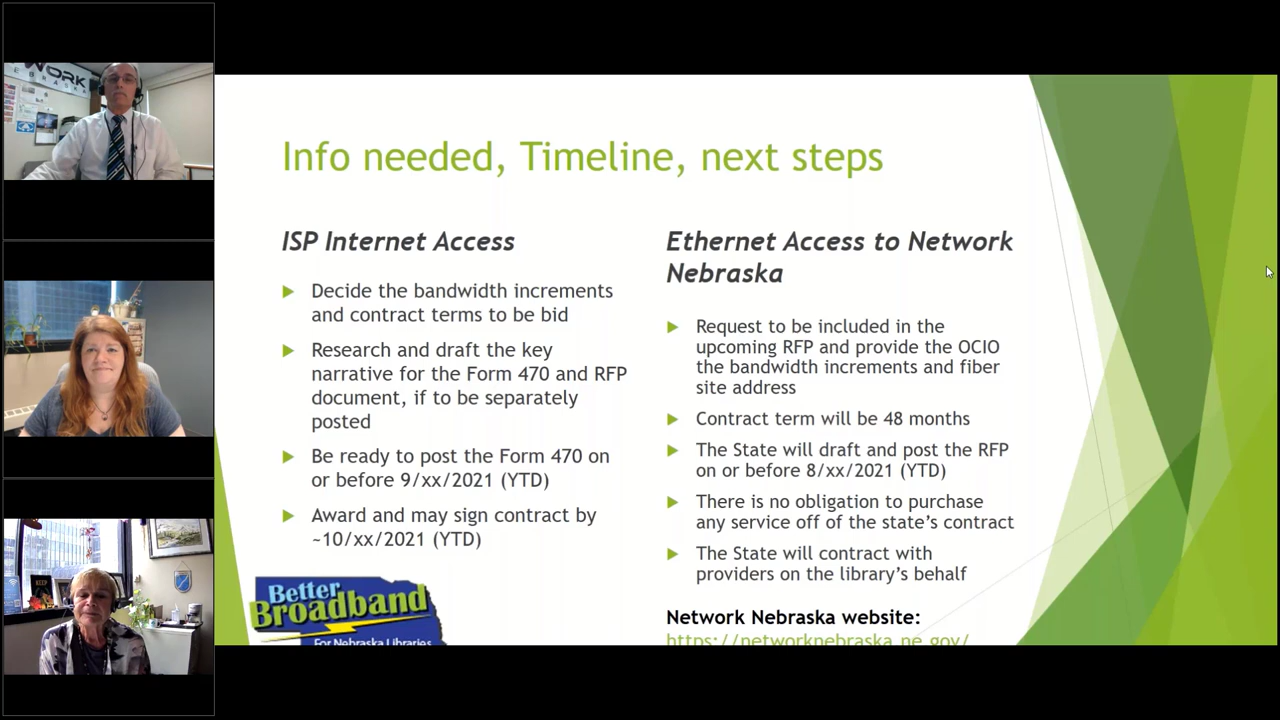 WORK
EBRASKA
KEEP
Info needed, Timeline, next steps
ISP Internet Access
Decide the bandwidth increments
and contract terms to be bid
Research and draft the key
narrative for the Form 470 and RFP
document, if to be separately
posted
Be ready to post the Form 470 on
or before 9/xx/2021 (YTD)
Award and may sign contract by
~10/xx/2021 (YTD)
Better
Broadband
For Nebraska Libraries
Ethernet Access to Network
Nebraska
Request to be included in the
upcoming RFP and provide the OCIO
the bandwidth increments and fiber
site address
Contract term will be 48 months
The State will draft and post the RFP
on or before 8/xx/2021 (YTD)
There is no obligation to purchase
any service off of the state's contract
The State will contract with
providers on the library's behalf
Network Nebraska website:
https://networknebraska.ne.gov/